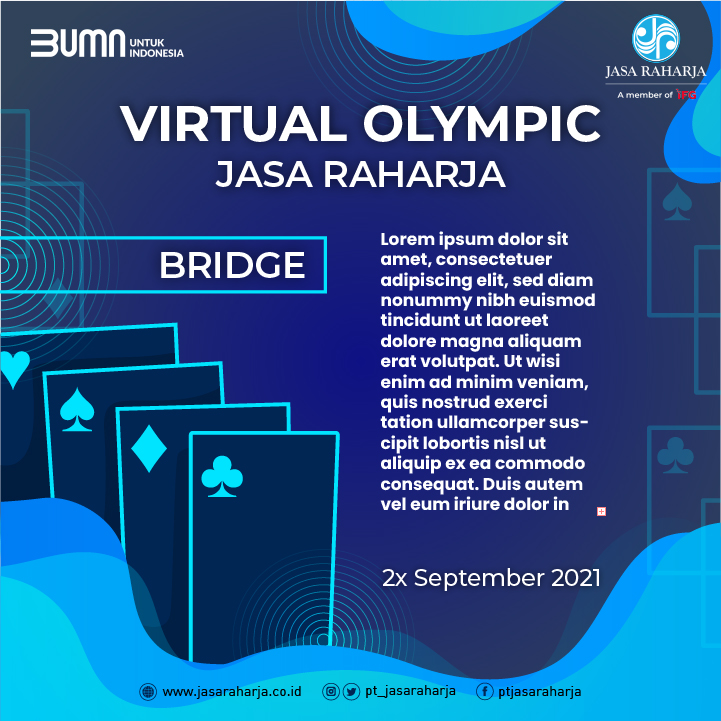 BUMN UNTUK
INDONESIA
JASA RAHARJA
A member of IFG
VIRTUAL OLYMPIC
JASA RAHARJA
BRIDGE
Lorem ipsum dolor sit
amet, consectetuer
adipiscing elit, sed diam
nonummy nibh euismod
tincidunt ut laoreet
dolore magna aliquam
erat volutpat. Ut wisi
enim ad minim veniam,
quis nostrud exerci
tation ullamcorper sus-
cipit lobortis nisl ut
aliquip ex ea commodo
consequat. Duis autem
vel eum iriure dolor in
2x September 2021
www.jasaraharja.co.id pt_jasaraharja ptjasaraharja